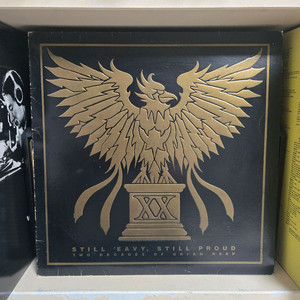 XX
STILL 'EAVY, STILL PROUD
TWO DECADES OF URIAH HEEP